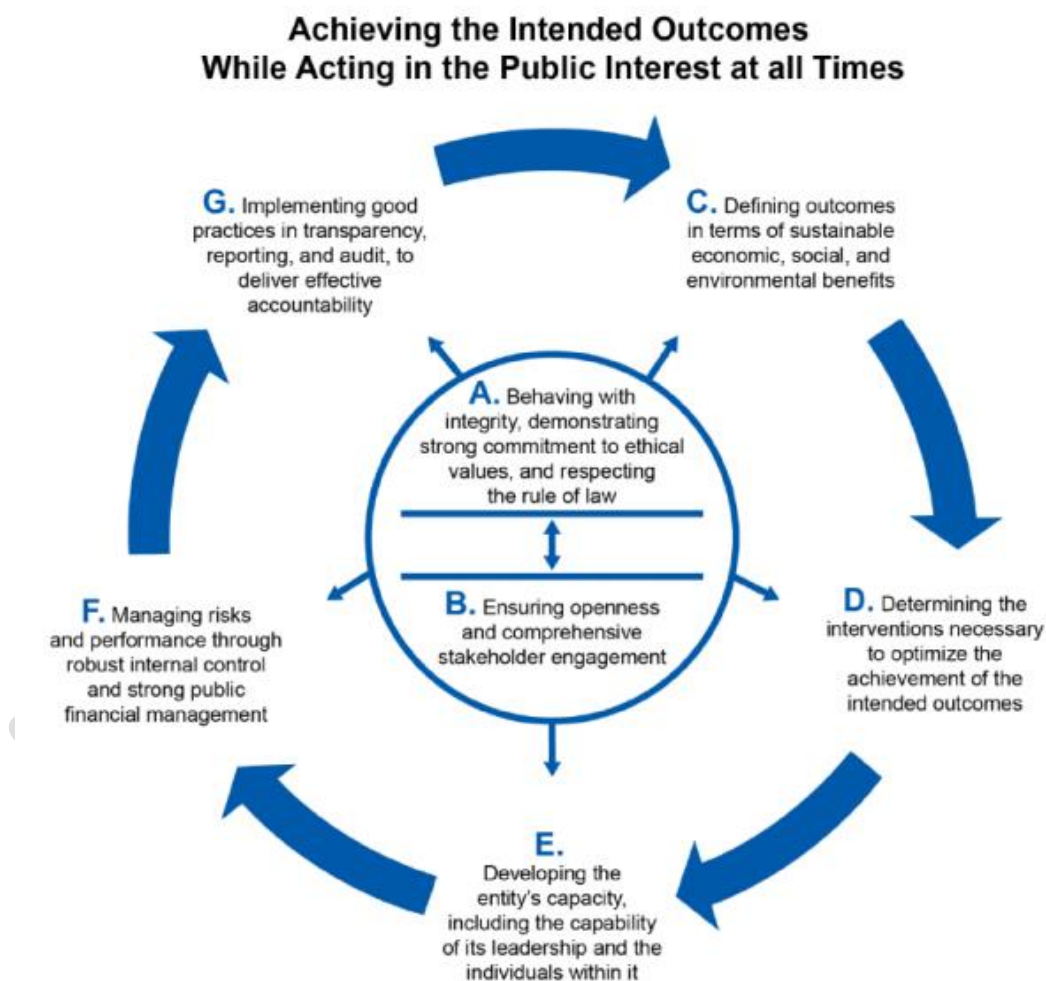 Achieving the Intended Outcomes
While Acting in the Public Interest at all Times
G. Implementing good
practices in transparency,
reporting, and audit, to
deliver effective
accountability
C. Defining outcomes
in terms of sustainable
economic, social, and
environmental benefits
A. Behaving with
integrity, demonstrating
strong commitment to ethical
values, and respecting
the rule of law
B. Ensuring openness
and comprehensive
stakeholder engagement
F. Managing risks
and performance through
robust internal control
and strong public
financial management
D. Determining the
interventions necessary
to optimize the
achievement of the
intended outcomes
E.
Developing the
entity's capacity,
including the capability
of its leadership and the
individuals within it